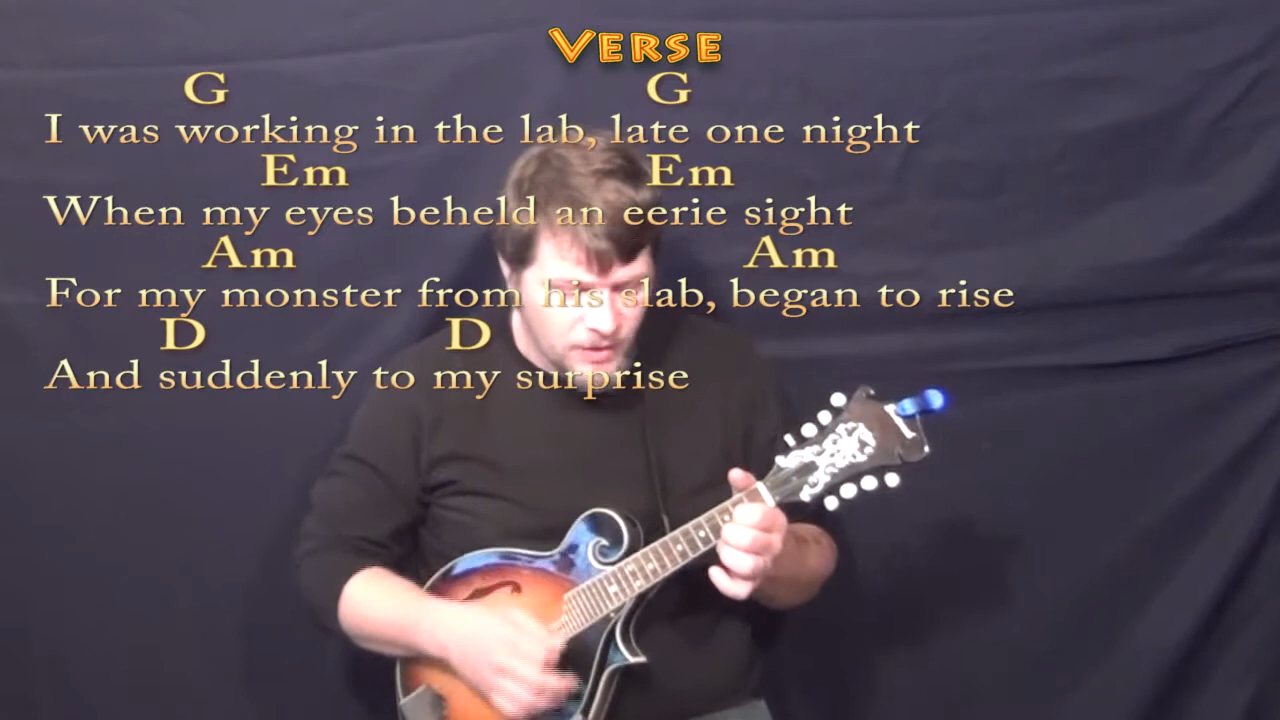 VERSE
G G
I was working in the lab, late one night
Em Em
When my eyes beheld an eerie sight
Am Am
For my monster from his slab, began to rise
D D
And suddenly to my surprise